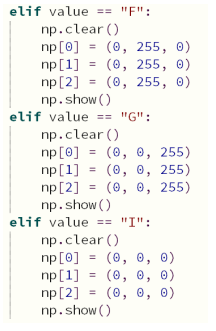 elif value == "F":
    np.clear()
    np[0] = (0, 255, 0)
    np[1] = (0, 255, 0)
    np[2] = (0, 255, 0)
    np.show()
elif value == "G":
    np.clear()
    np[0] = (0, 0, 255)
    np[1] = (0, 0, 255)
    np[2] = (0, 0, 255)
    np.show()
elif value == "I":
    np.clear()
    np[0] = (0, 0, 0)
    np[1] = (0, 0, 0)
    np[2] = (0, 0, 0)
    np.show()